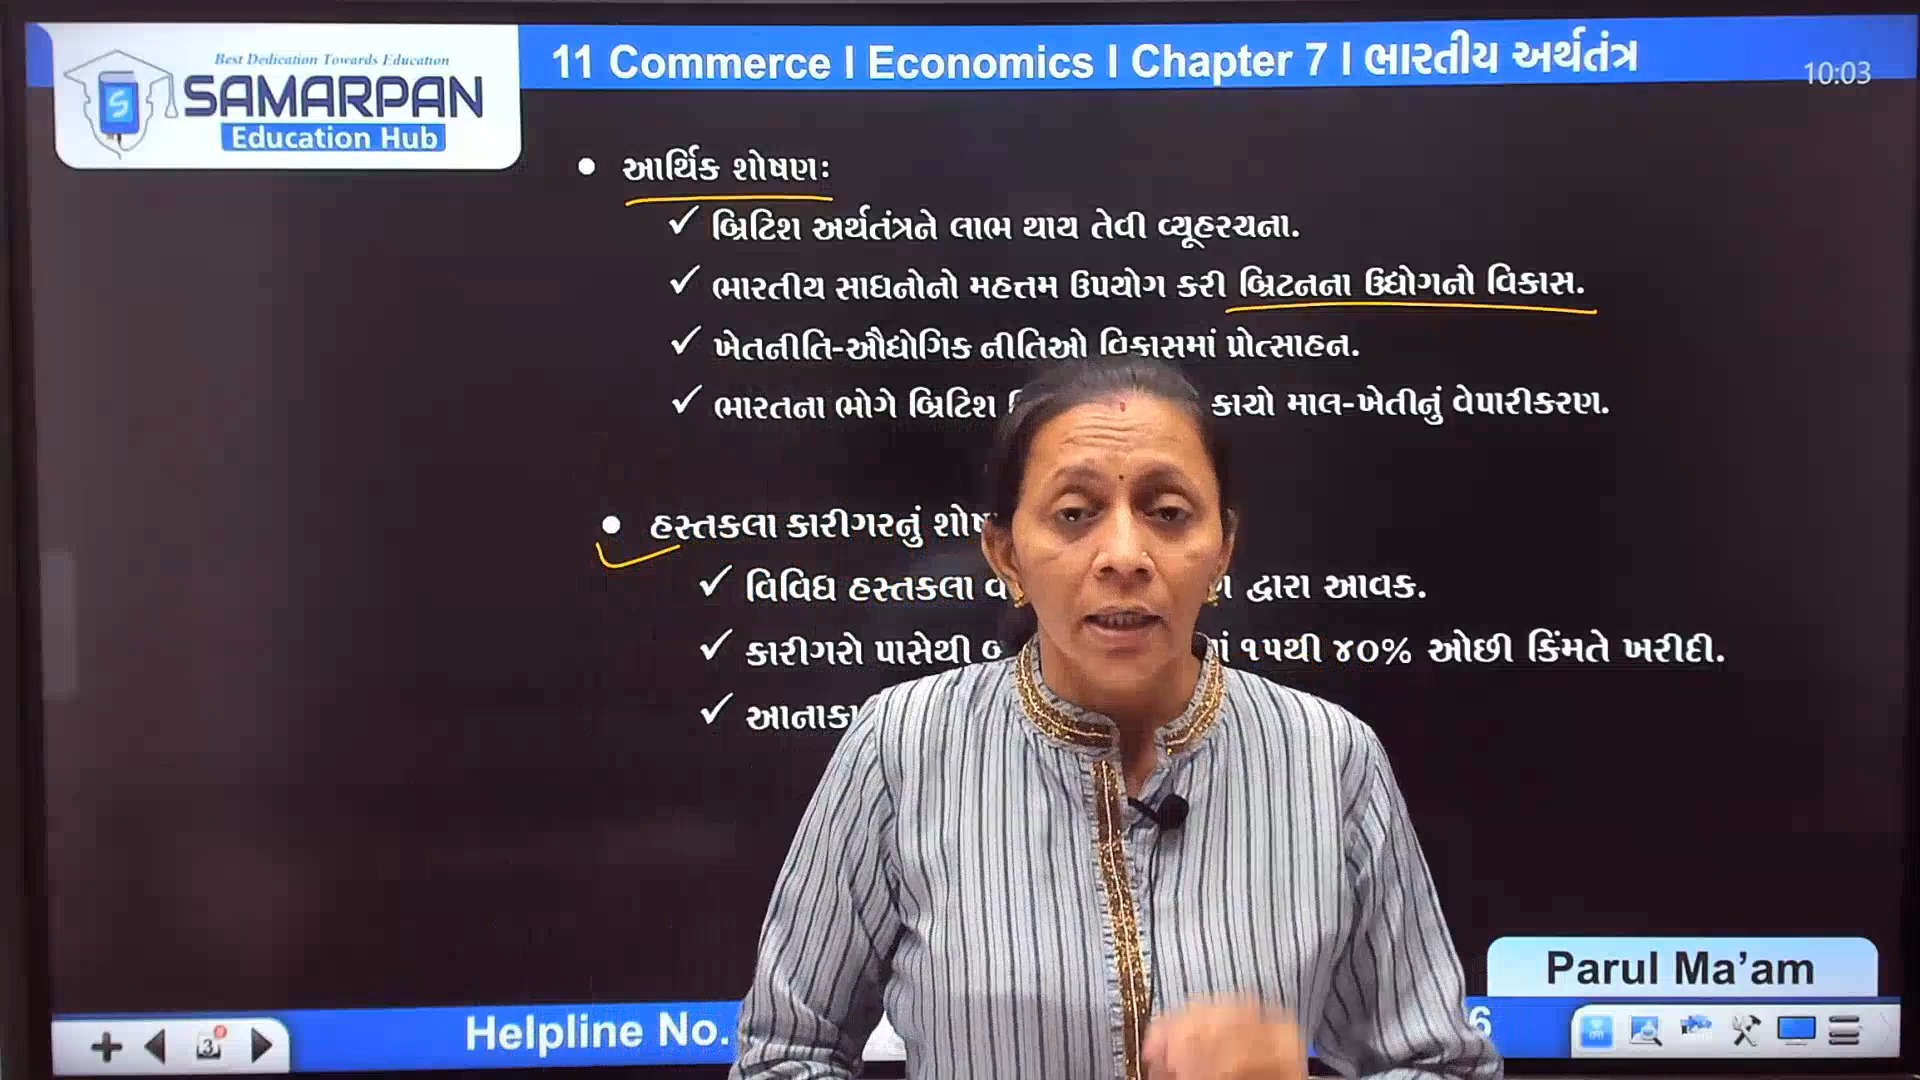 Best Dedication Towards Education
SAMARPAN
Education Hub
11 Commerce I Economics I Chapter 7 I ભારતીય અર્થતંત્ર
10:03
• આર્થિક શોષણઃ
✓ બ્રિટિશ અર્થતંત્રને લાભ થાય તેવી વ્યૂહરચના.
✓ ભારતીય સાધનોનો મહત્તમ ઉપયોગ કરી બ્રિટનના ઉદ્યોગનો વિકાસ.
✓ ખેતનીતિ-ઔદ્યોગિક નીતિઓ વિકાસમાં પ્રોત્સાહન.
✓ ભારતના ભોગે બ્રિટિશ કાચો માલ-ખેતીનું વેપારીકરણ.
• હસ્તકલા કારીગરનું
✓ વિવિધ હસ્તકલા દ્વારા આવક.
✓ કારીગરો પાસેથી ૧૫થી ૪૦% ઓછી કિંમતે ખરીદી.
✓
Parul Ma'am
Helpline No. 6
3